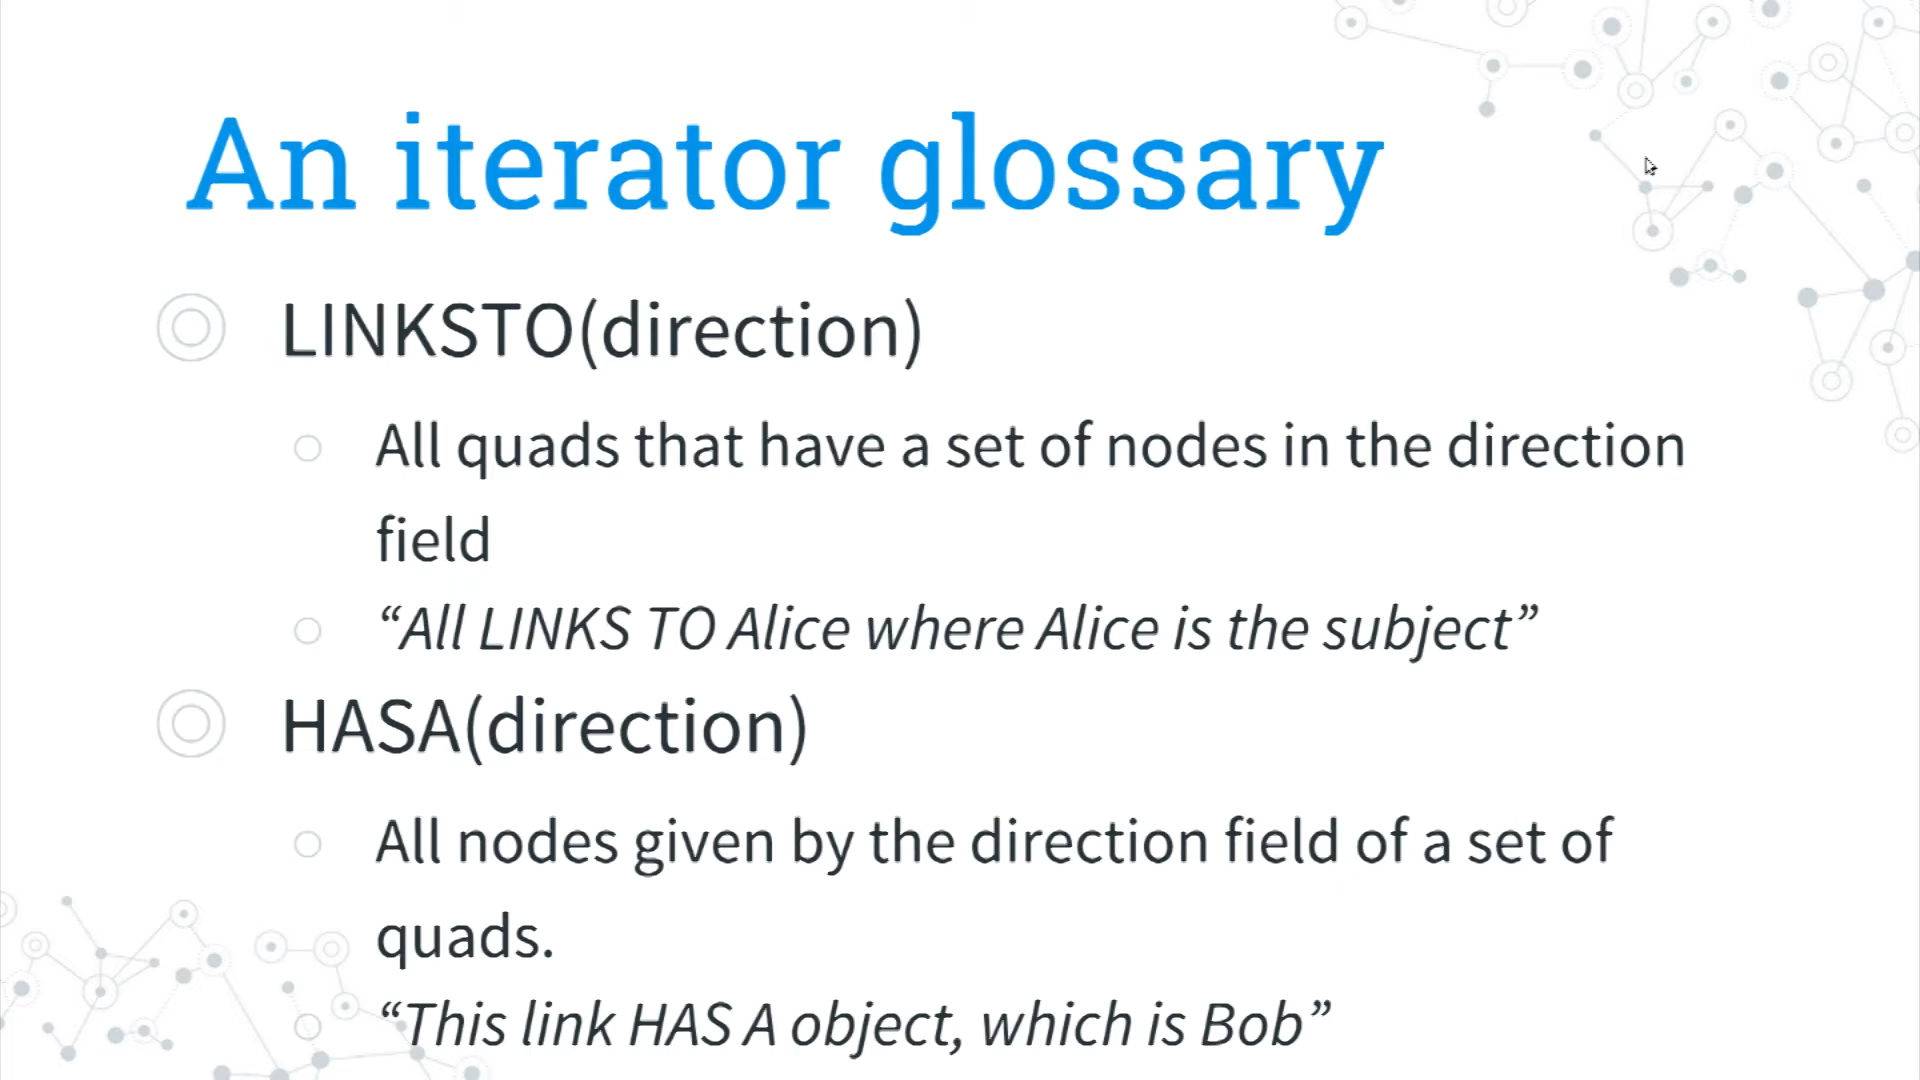 An iterator glossary
LINKSTO(direction)
All quads that have a set of nodes in the direction
field
“All LINKS TO Alice where Alice is the subject”
HASA(direction)
All nodes given by the direction field of a set of
quads.
“This link HAS A object, which is Bob”